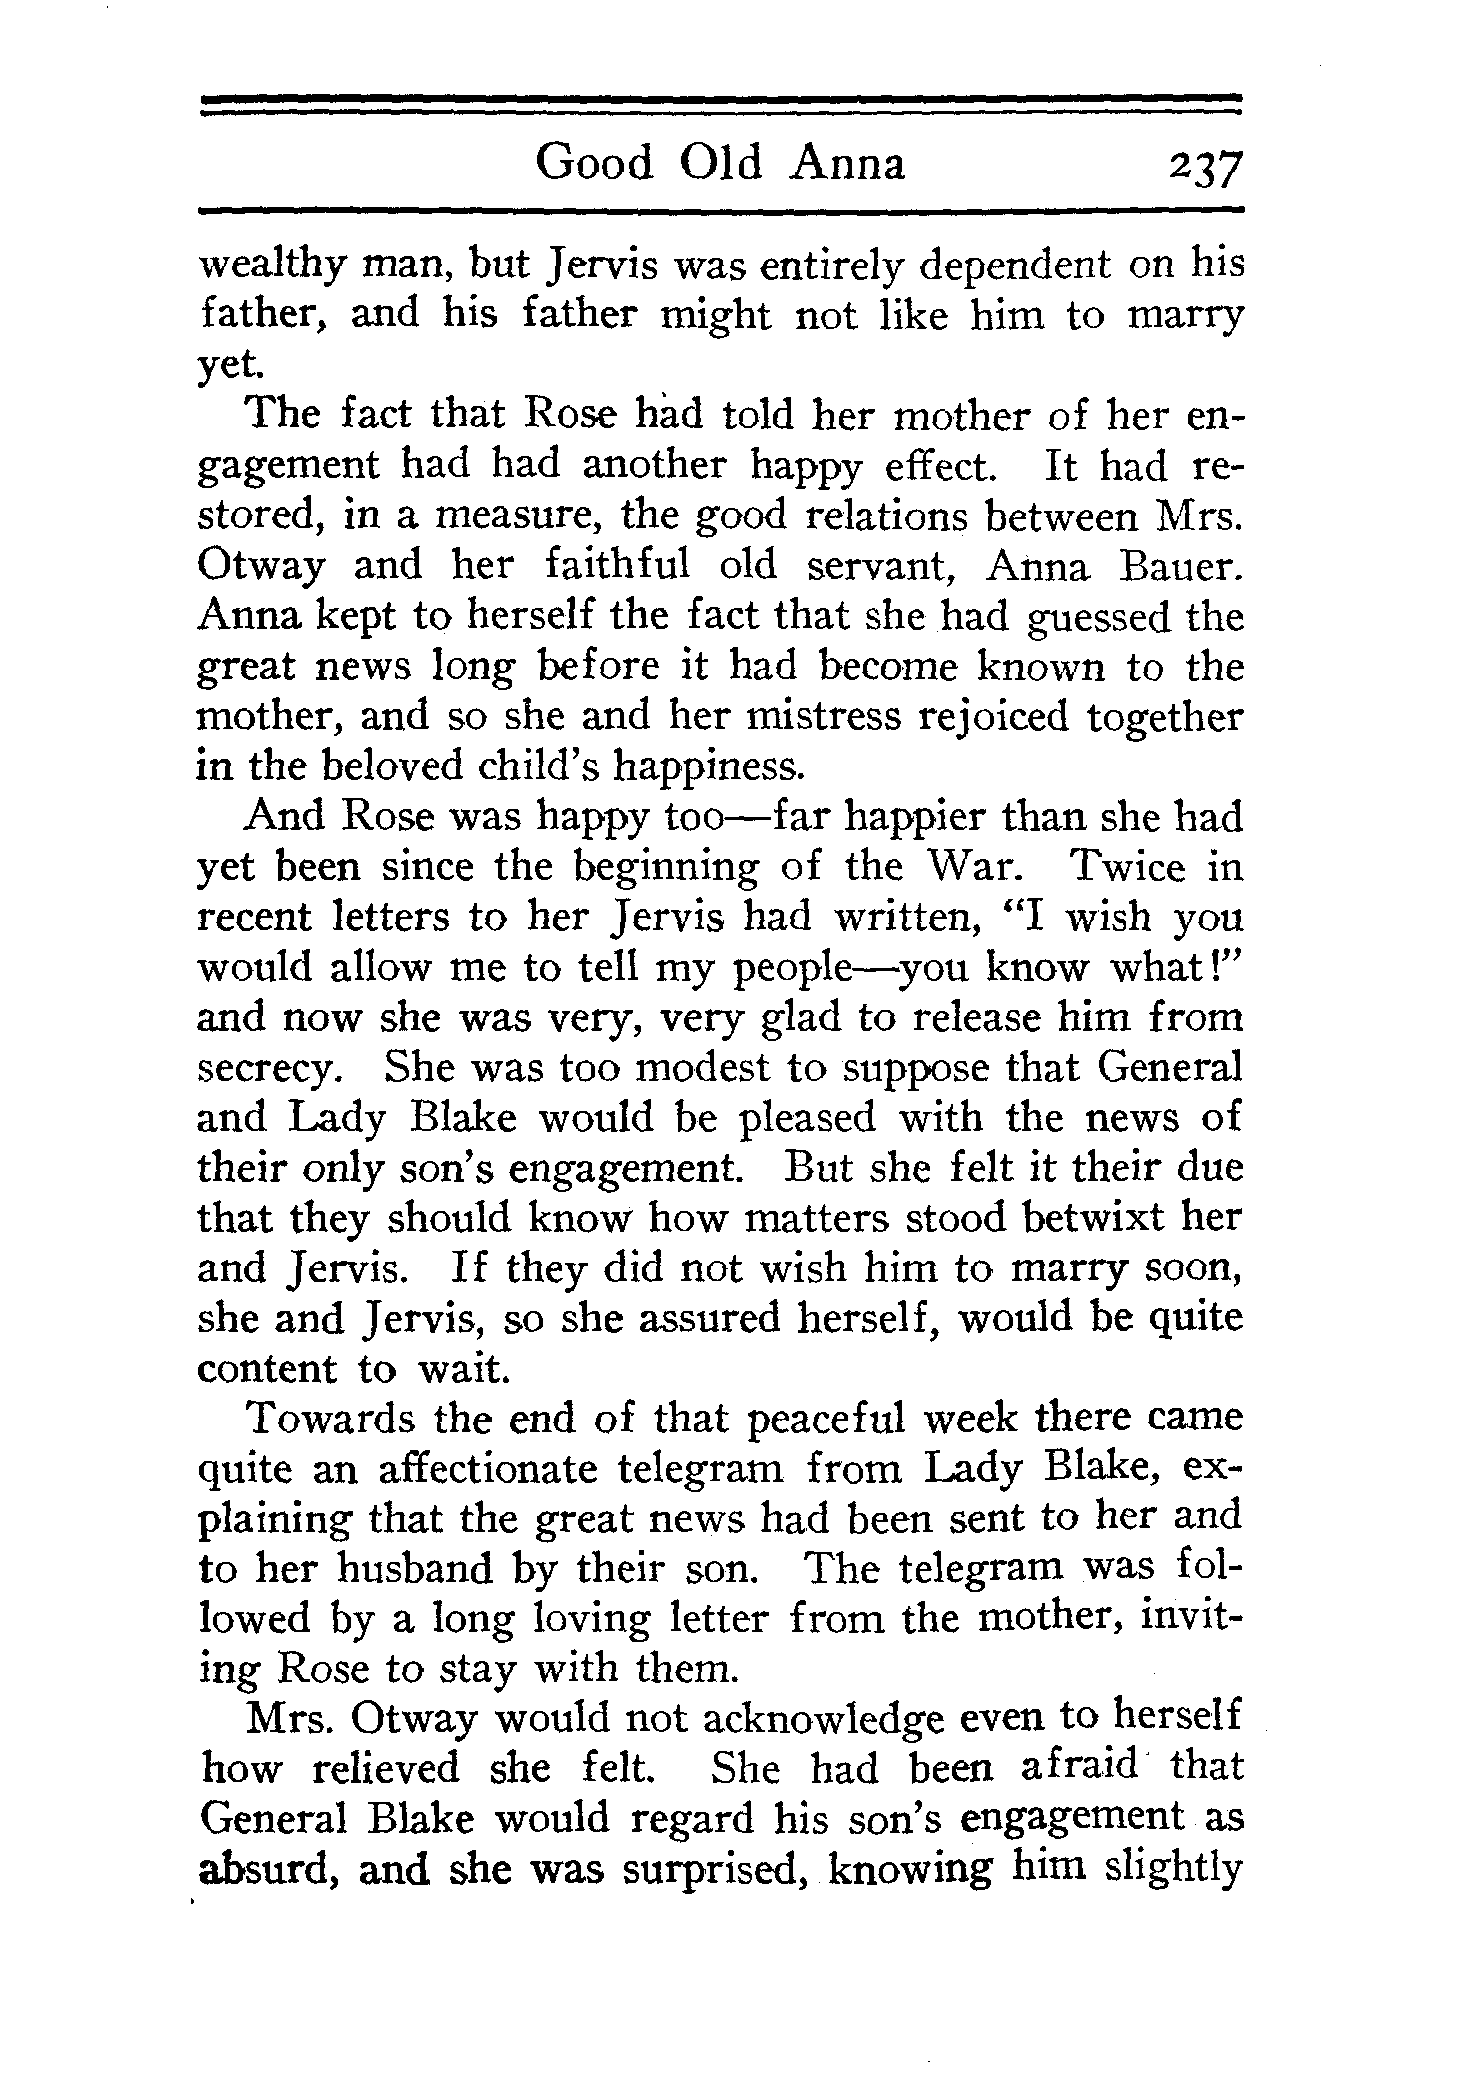 Good Old Anna 237
wealthy man, but Jervis was entirely dependent on his
father, and his father might not like him to marry
yet.
The fact that Rose had told her mother of her en-
gagement had had another happy effect. It had re-
stored, in a measure, the good relations between Mrs.
Otway and her faithful old servant, Anna Bauer.
Anna kept to herself the fact that she had guessed the
great news long before it had become known to the
mother, and so she and her mistress rejoiced together
in the beloved child's happiness.
And Rose was happy too—far happier than she had
yet been since the beginning of the War. Twice in
recent letters to her Jervis had written, “I wish you
would allow me to tell my people—you know what!”
and now she was very, very glad to release him from
secrecy. She was too modest to suppose that General
and Lady Blake would be pleased with the news of
their only son's engagement. But she felt it their due
that they should know how matters stood betwixt her
and Jervis. If they did not wish him to marry soon,
she and Jervis, so she assured herself, would be quite
content to wait.
Towards the end of that peaceful week there came
quite an affectionate telegram from Lady Blake, ex-
plaining that the great news had been sent to her and
to her husband by their son. The telegram was fol-
lowed by a long loving letter from the mother, invit-
ing Rose to stay with them.
Mrs. Otway would not acknowledge even to herself
how relieved she felt. She had been afraid that
General Blake would regard his son's engagement as
absurd, and she was surprised, knowing him slightly